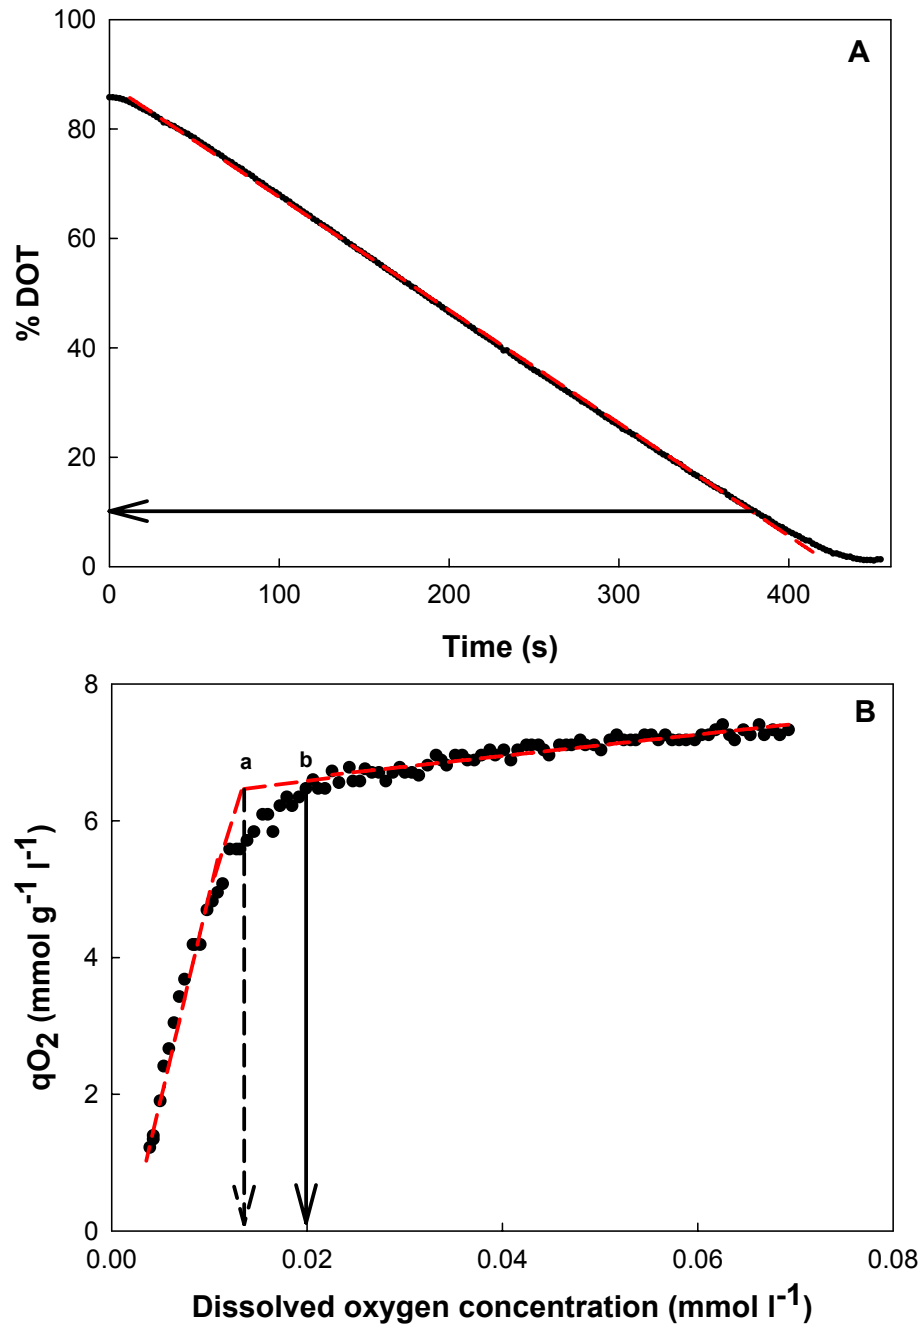 A
100
80
60
40
20
0
% DOT
0 100 200 300 400
Time (s)
B
8
6
4
2
0
a b
qO2 (mmol g-1 l-1)
0.00 0.02 0.04 0.06 0.08
Dissolved oxygen concentration (mmol l-1)